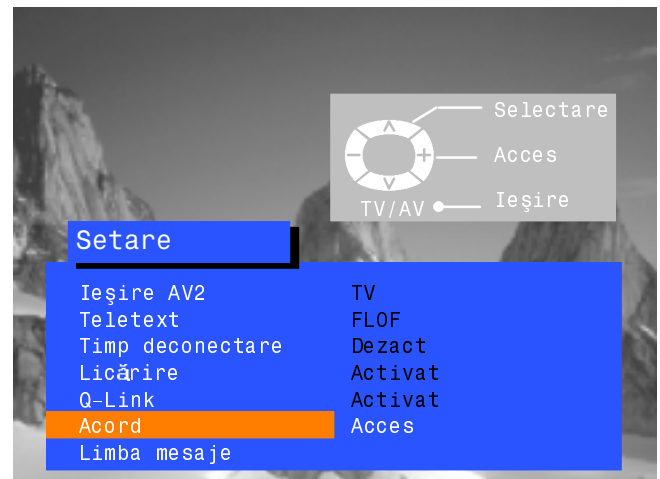 Selectare
Acces
TV/AV Ieşire
Setare
Ieşire AV2 TV
Teletext FLOF
Timp deconectare Dezact
Licărire Activat
Q-Link Activat
Acord Acces
Limba mesaje